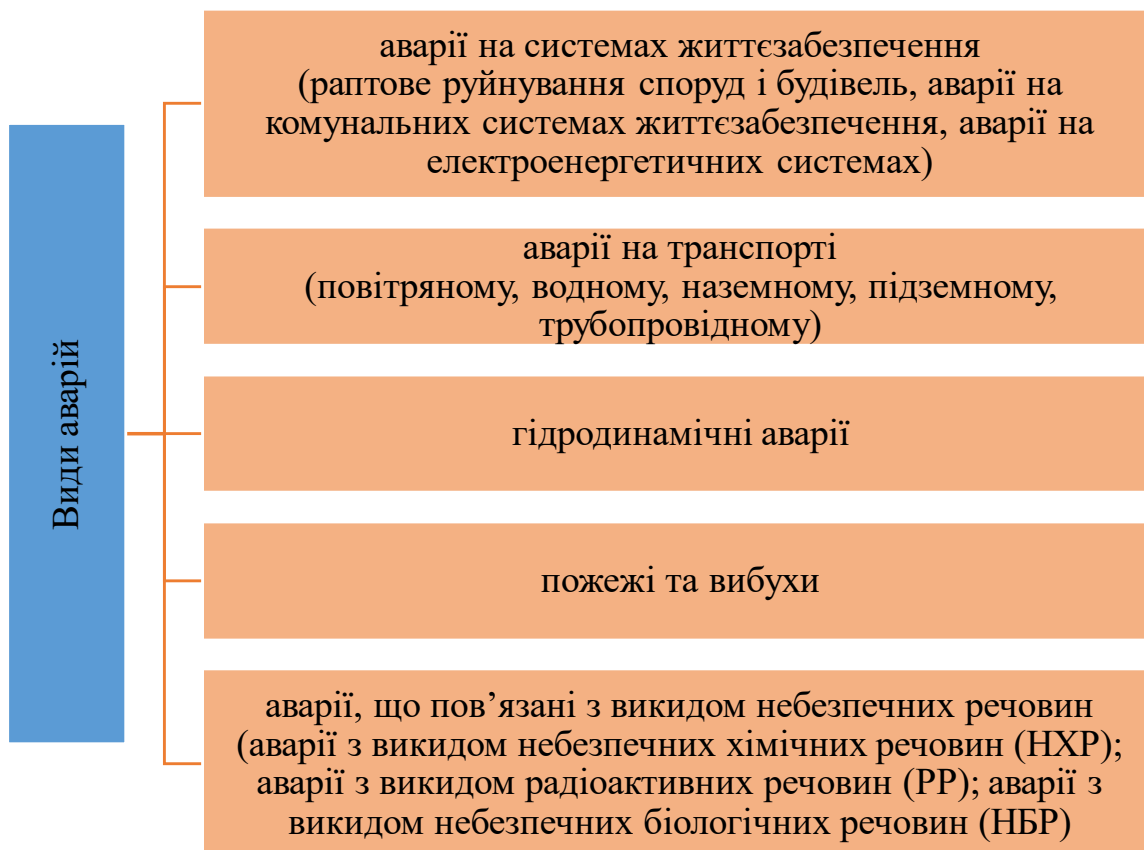 Види аварій
аварії на системах життєзабезпечення
(раптове руйнування споруд і будівель, аварії на
комунальних системах життєзабезпечення, аварії на
електроенергетичних системах)
аварії на транспорті
(повітряному, водному, наземному, підземному,
трубопровідному)
гідродинамічні аварії
пожежі та вибухи
аварії, що пов’язані з викидом небезпечних речовин
(аварії з викидом небезпечних хімічних речовин (НХР);
аварії з викидом радіоактивних речовин (РР); аварії з
викидом небезпечних біологічних речовин (НБР)